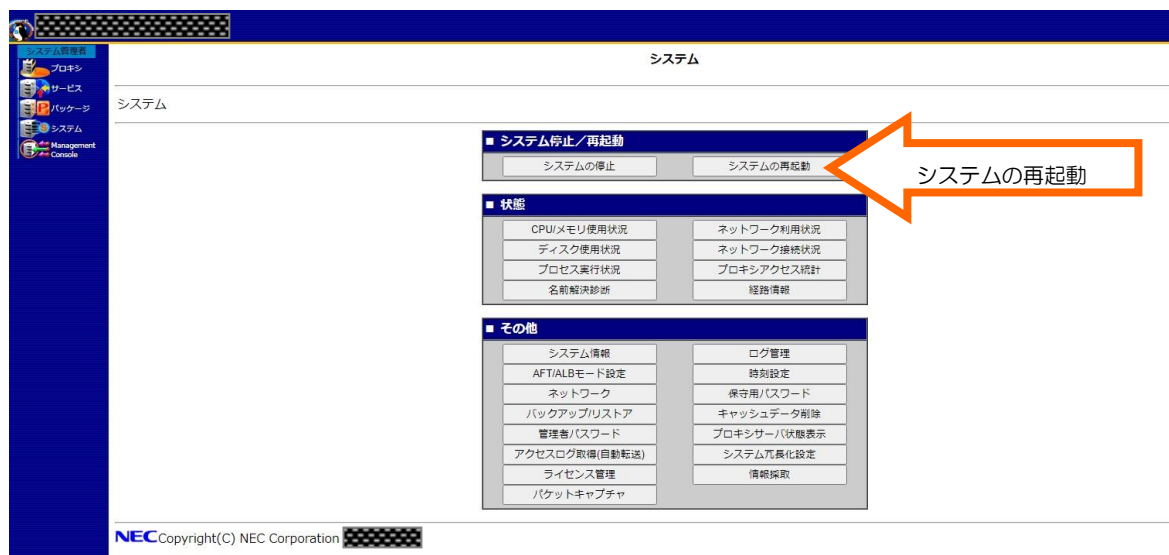 システム管理者
プロキシ
サービス
パッケージ
システム
Management
Console
システム
システム
■ システム停止／再起動
システムの停止 システムの再起動
システムの再起動
■ 状態
CPU/メモリ使用状況 ネットワーク利用状況
ディスク使用状況 ネットワーク接続状況
プロセス実行状況 プロキシアクセス統計
名前解決診断 経路情報
■ その他
システム情報 ログ管理
AFT/ALBモード設定 時刻設定
ネットワーク 保守用パスワード
バックアップ/リストア キャッシュデータ削除
管理者パスワード プロキシサーバ状態表示
アクセスログ取得(自動転送) システム冗長化設定
ライセンス管理 情報採取
パケットキャプチャ
NEC Copyright(C) NEC Corporation